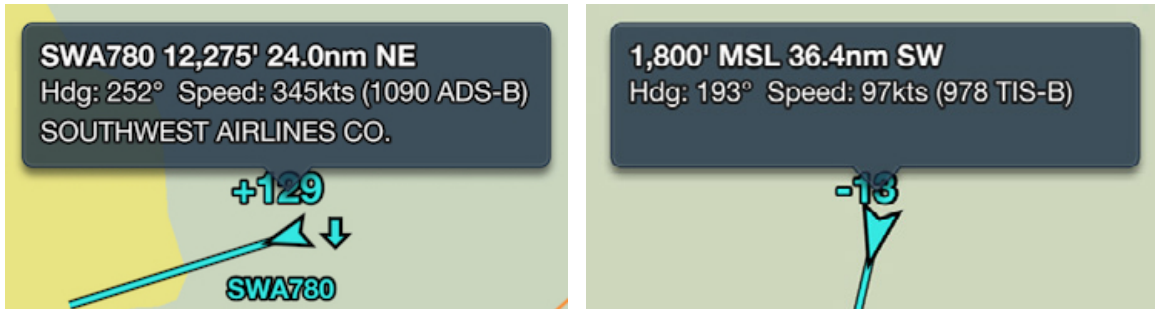 SWA780 12,275' 24.0nm NE
Hdg: 252° Speed: 345kts (1090 ADS-B)
SOUTHWEST AIRLINES CO.
+129
SWA780
1,800' MSL 36.4nm SW
Hdg: 193° Speed: 97kts (978 TIS-B)
-13